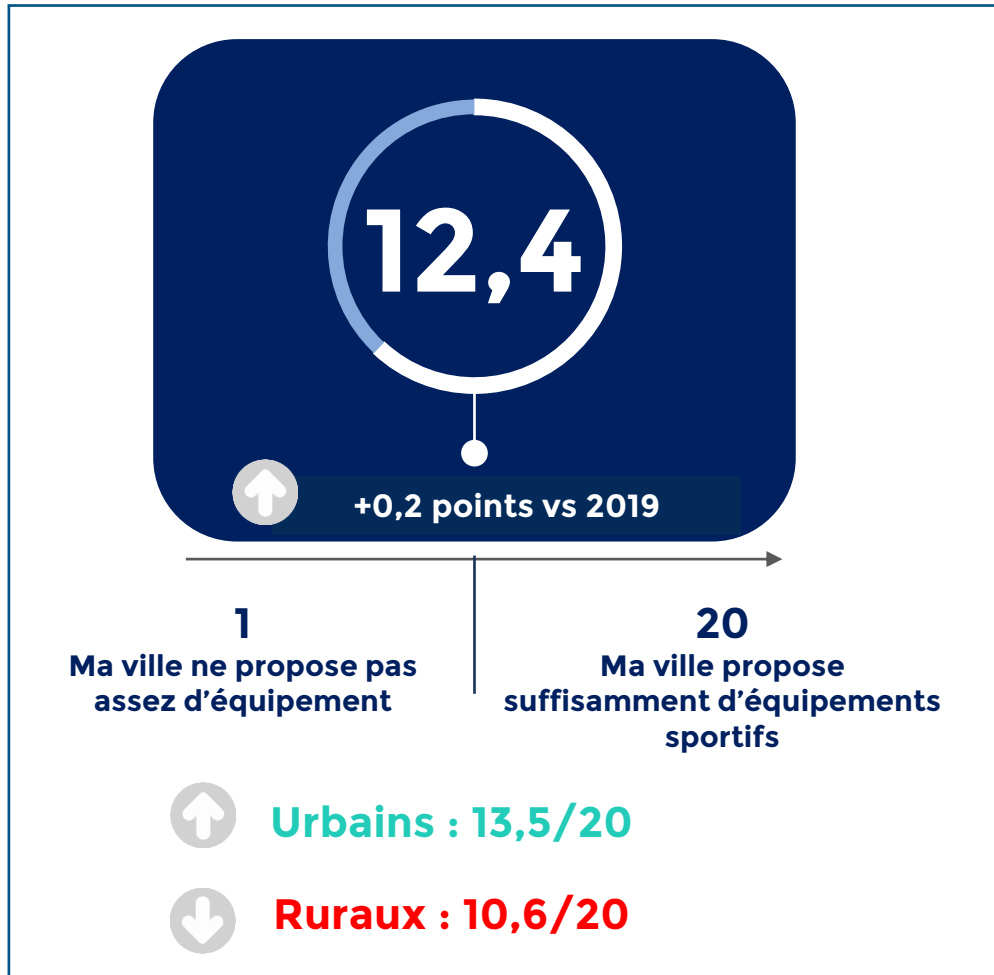 12,4
+0,2 points vs 2019
1
Ma ville ne propose pas
assez d’équipement
20
Ma ville propose
suffisamment d’équipements
sportifs
Urbains : 13,5/20
Ruraux : 10,6/20